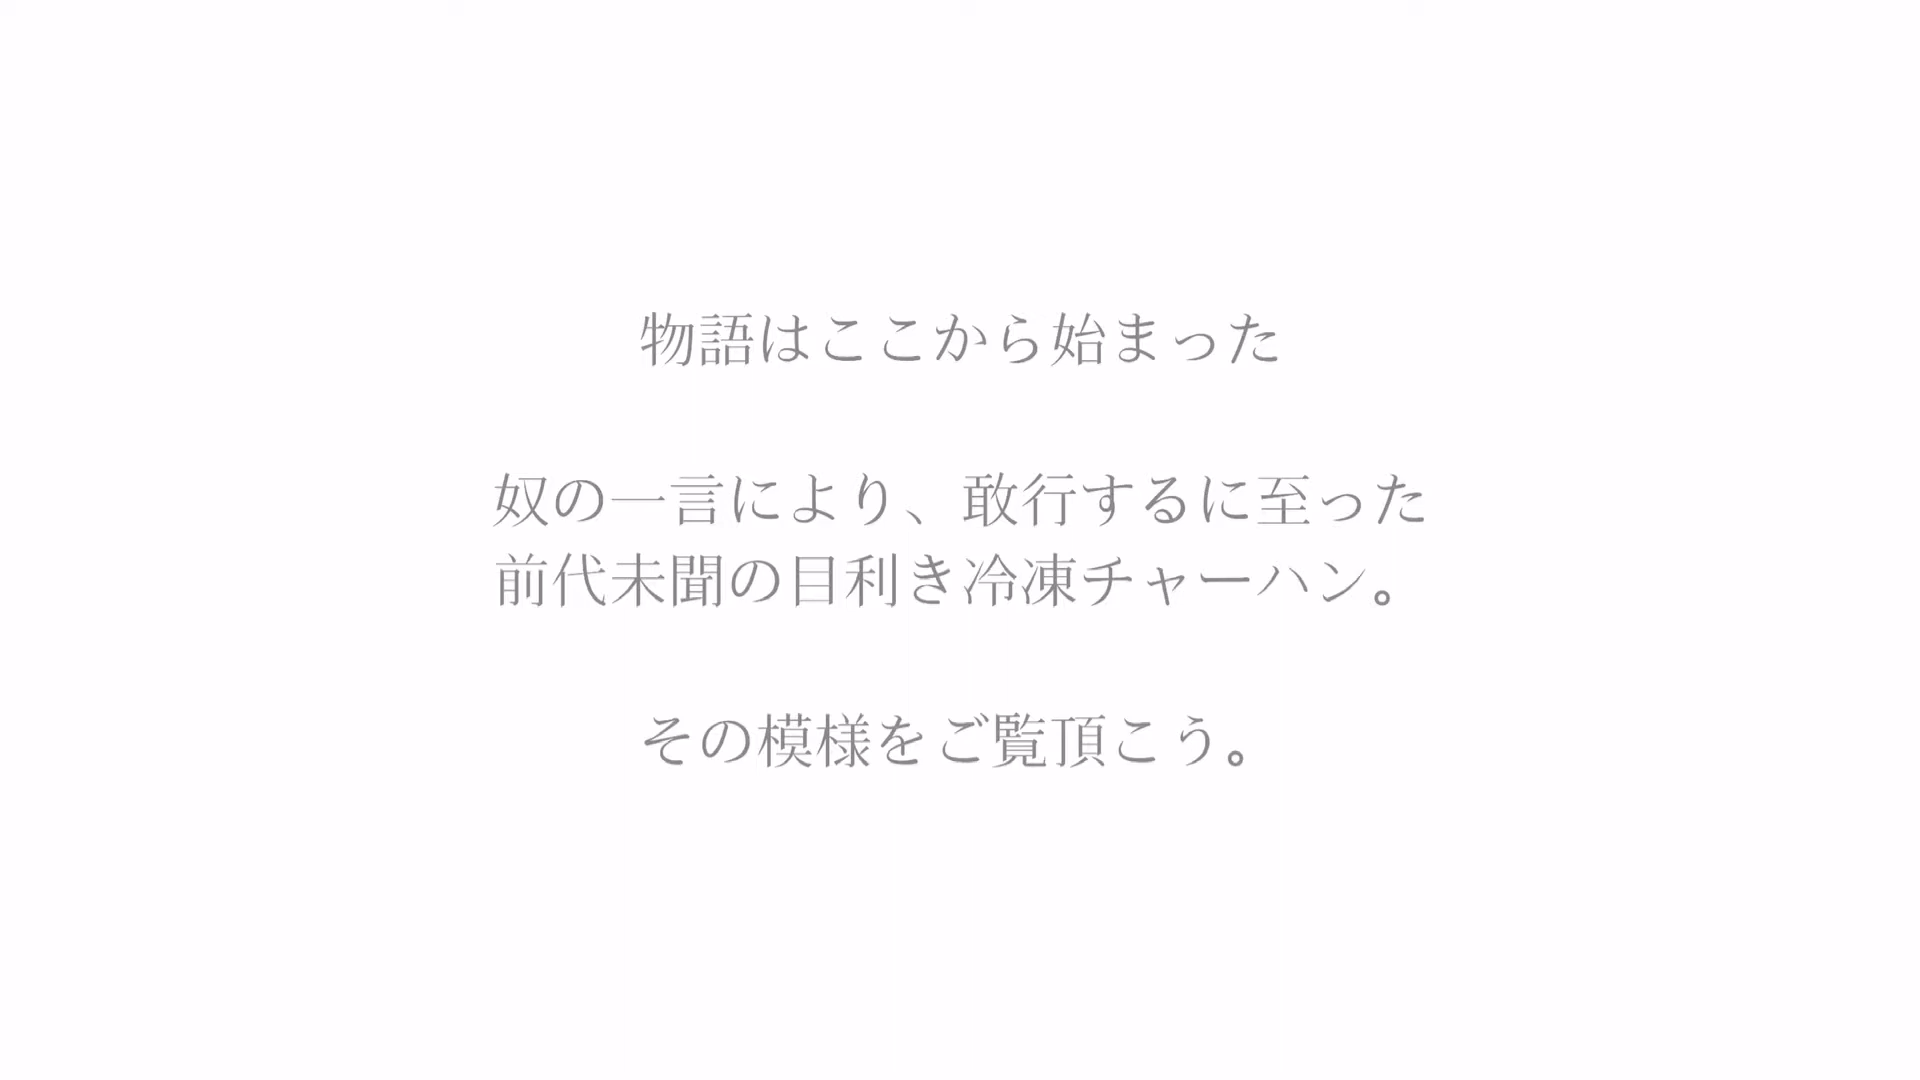 物語はここから始まった
奴の一言により、敢行するに至った
前代未聞の目利き冷凍チャーハン。
その模様をご覧頂こう。